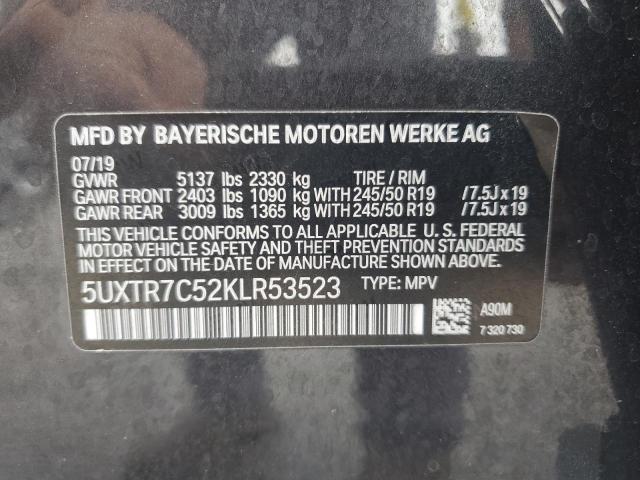 MFD BY BAYERISCHE MOTOREN WERKE AG
07/19
GVWR 5137 lbs 2330 kg TIRE / RIM
GAWR FRONT 2403 lbs 1090 kg WITH 245/50 R19 /7.5J x 19
GAWR REAR 3009 lbs 1365 kg WITH 245/50 R19 /7.5J x 19
THIS VEHICLE CONFORMS TO ALL APPLICABLE U. S. FEDERAL
MOTOR VEHICLE SAFETY AND THEFT PREVENTION STANDARDS
IN EFFECT ON THE DATE OF MANUFACTURE SHOWN ABOVE.
5UXTR7C52KLR53523 TYPE: MPV
A90M
7 320 730